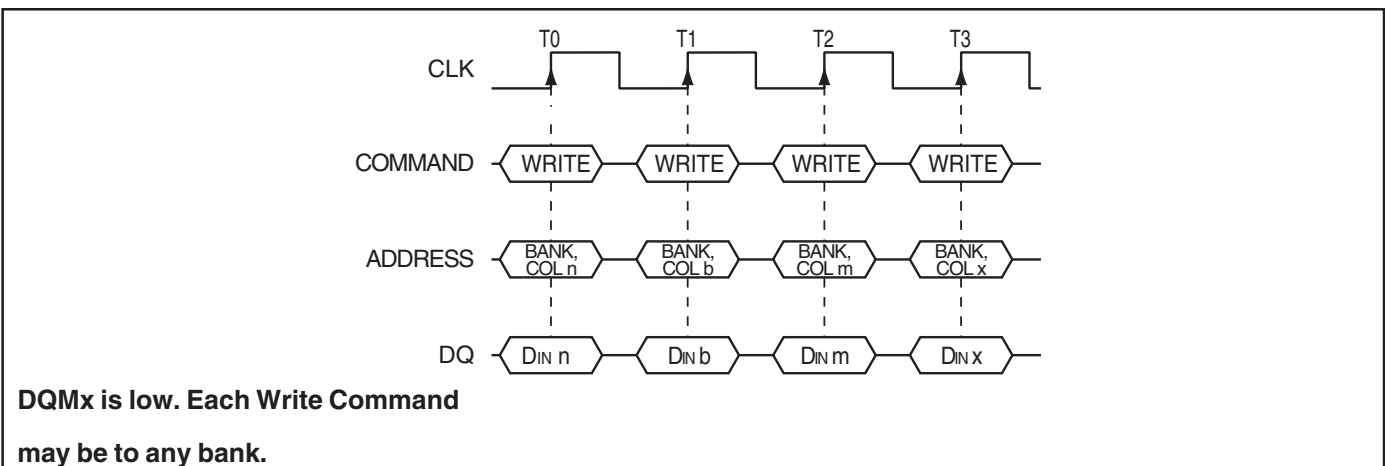 T0 T1 T2 T3
CLK
COMMAND WRITE WRITE WRITE WRITE
ADDRESS BANK, COL n BANK, COL b BANK, COL m BANK, COL x
DQ DIN n DIN b DIN m DIN x
DQMx is low. Each Write Command
may be to any bank.